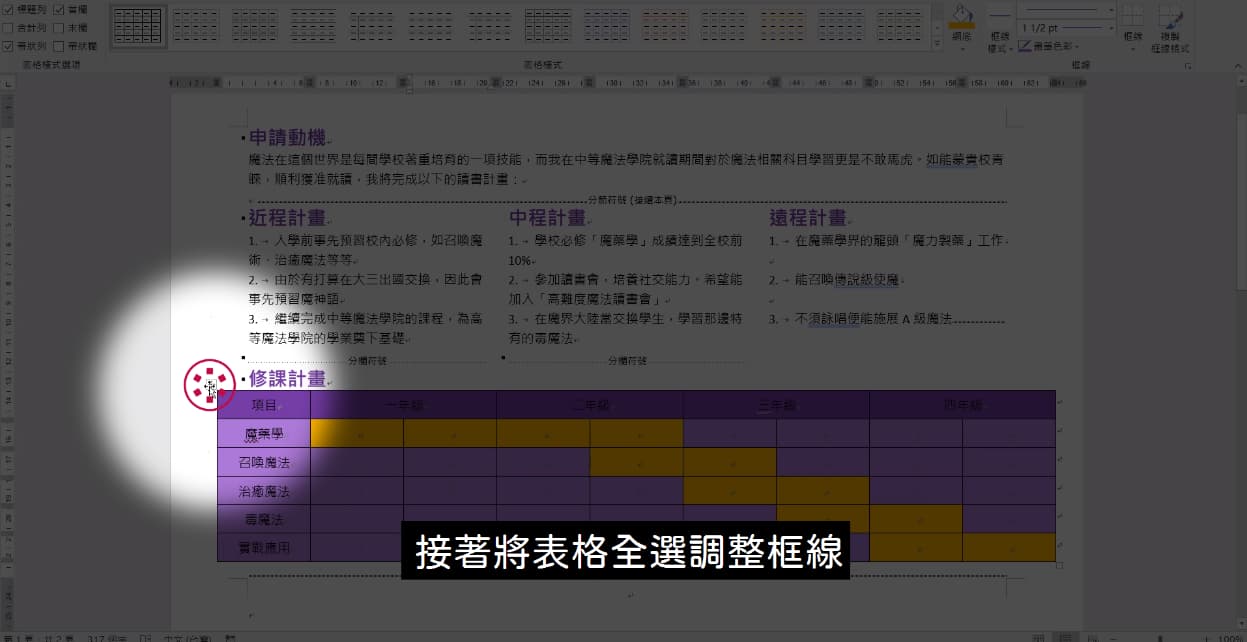 標題列 首欄
合計列 末欄
帶狀列 帶狀欄
表格樣式選項
表格樣式
網底
框線樣式
1 1/2 pt
畫筆色彩
框線
複製框線格式
框線
申請動機
魔法在這個世界是每間學校著重培育的一項技能，而我在中等魔法學院就讀期間對於魔法相關科目學習更是不敢馬虎。如能蒙貴校青
睞，順利獲准就讀，我將完成以下的讀書計畫：
分節符號 (接續本頁)
近程計畫
1. 入學前事先預習校內必修，如召喚魔
術、治癒魔法等等。
2. 由於有打算在大三出國交換，因此會
事先預習魔神語
3. 繼續完成中等魔法學院的課程，為高
等魔法學院的學業奠下基礎。
分欄符號
中程計畫
1. 學校必修「魔藥學」成績達到全校前
10%
2. 參加讀書會，培養社交能力。希望能
加入「高難度魔法讀書會」
3. 在魔界大陸當交換學生，學習那邊特
有的毒魔法。
分欄符號
遠程計畫
1. 在魔藥學界的龍頭「魔力製藥」工作
2. 能召喚傳說級使魔
3. 不須詠唱便能施展 A 級魔法
修課計畫
項目 一年級 二年級 三年級 四年級
魔藥學
召喚魔法
治癒魔法
毒魔法
實戰應用
接著將表格全選調整框線
第 1 頁，共 2 頁 317 個字 中文 (台灣) 100%